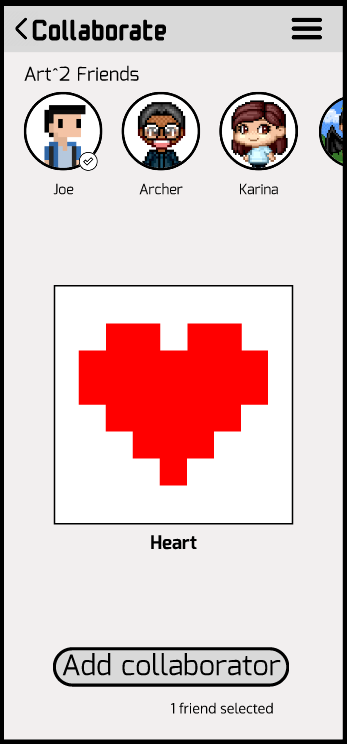 Collaborate
Art^2 Friends
Joe
Archer
Karina
Heart
Add collaborator
1 friend selected